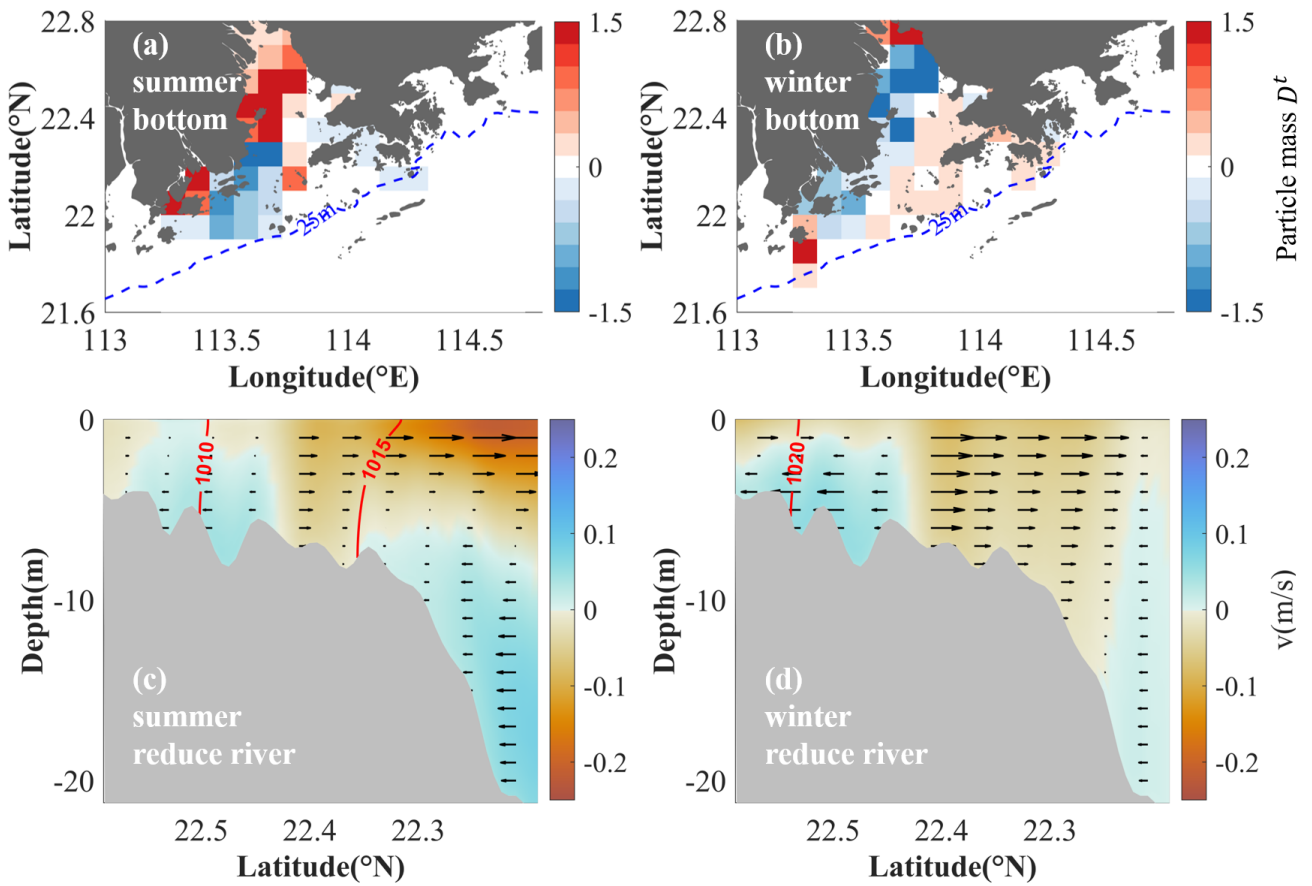 22.8
22.4
22
21.6
Latitude(°N)
(a)
summer
bottom
25m
113
113.5
114
114.5
Longitude(°E)
1.5
0
-1.5
22.8
22.4
22
21.6
Latitude(°N)
(b)
winter
bottom
25m
113
113.5
114
114.5
Longitude(°E)
1.5
0
-1.5
Particle mass Dᵗ
0
-10
-20
Depth(m)
1010
1015
(c)
summer
reduce river
22.5
22.4
22.3
Latitude(°N)
0.2
0.1
0
-0.1
-0.2
0
-10
-20
Depth(m)
1020
(d)
winter
reduce river
22.5
22.4
22.3
Latitude(°N)
0.2
0.1
0
-0.1
-0.2
v(m/s)